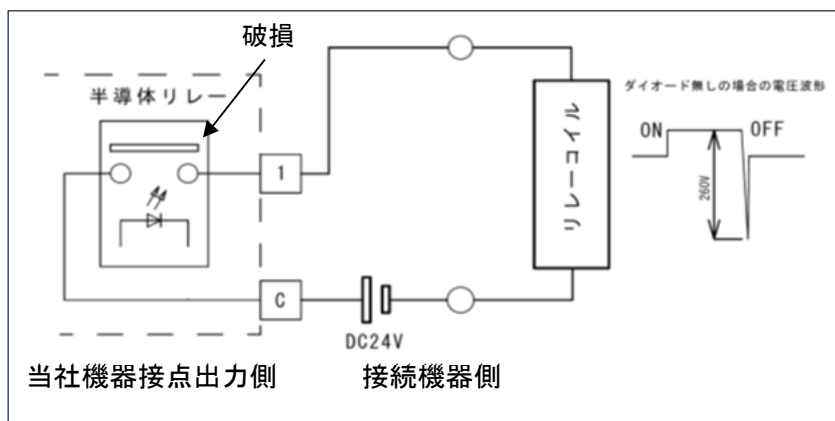 破損
半導体リレー
1
C
DC24V
リレーコイル
ダイオード無しの場合の電圧波形
ON
OFF
260V
当社機器接点出力側
接続機器側